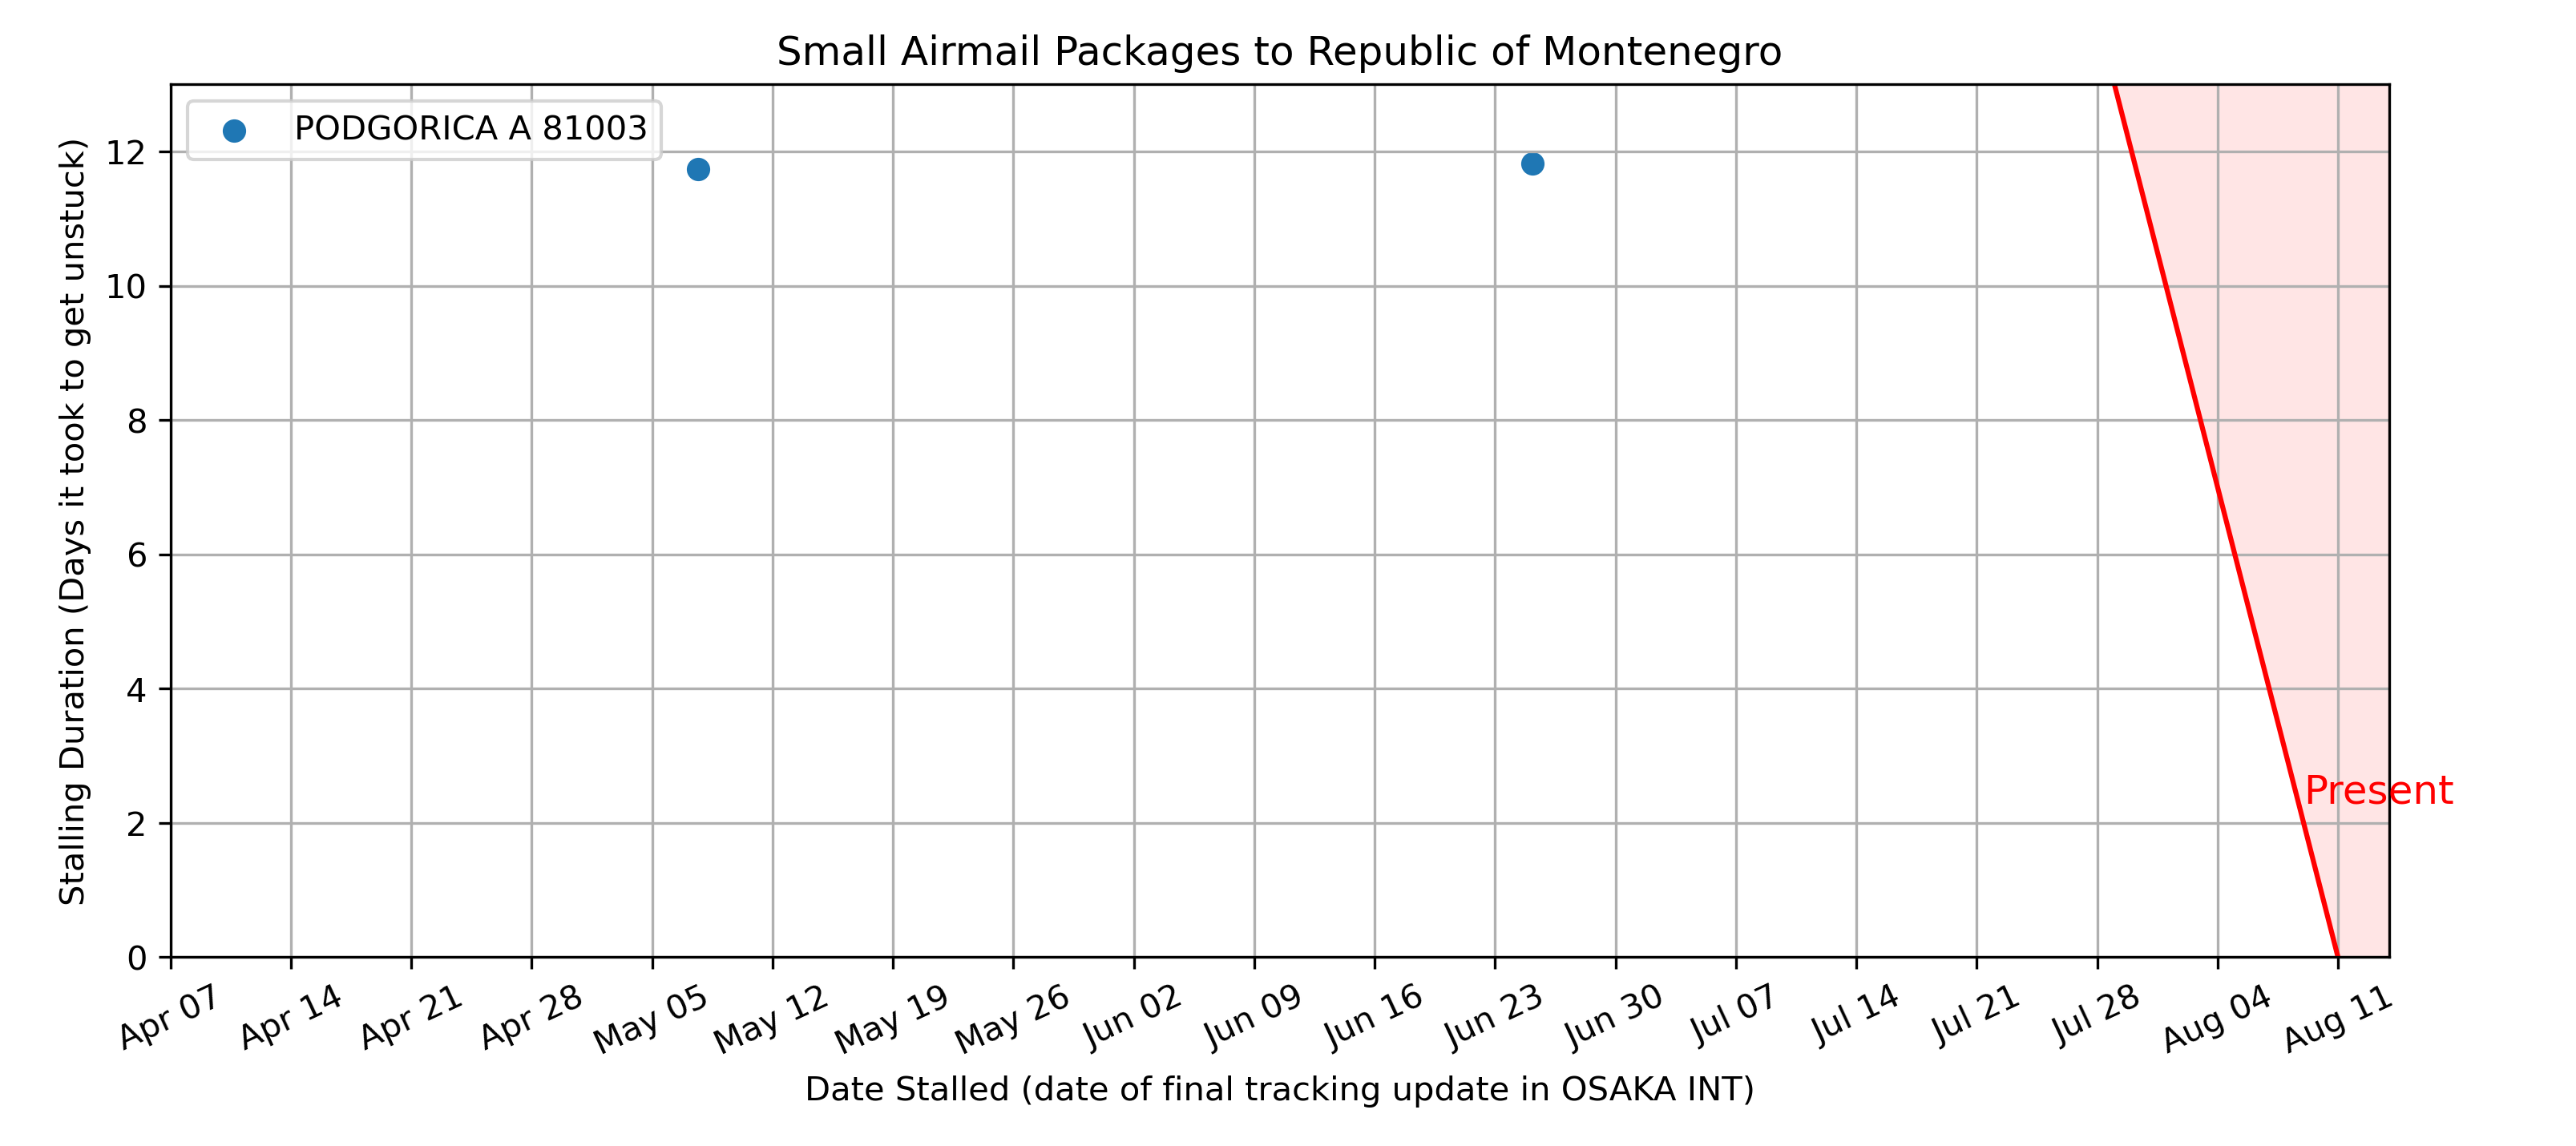 Small Airmail Packages to Republic of Montenegro
PODGORICA A 81003
Stalling Duration (Days it took to get unstuck)
12
10
8
6
4
2
0
Present
Apr 07
Apr 14
Apr 21
Apr 28
May 05
May 12
May 19
May 26
Jun 02
Jun 09
Jun 16
Jun 23
Jun 30
Jul 07
Jul 14
Jul 21
Jul 28
Aug 04
Aug 11
Date Stalled (date of final tracking update in OSAKA INT)